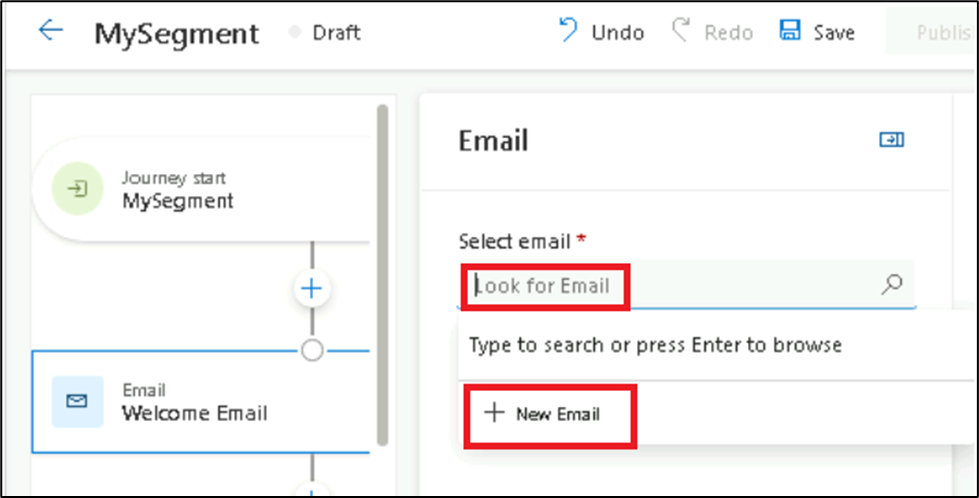 MySegment Draft Undo Redo Save Publis
Journey start
MySegment
Email
Welcome Email
Email
Select email *
Look for Email
Type to search or press Enter to browse
New Email